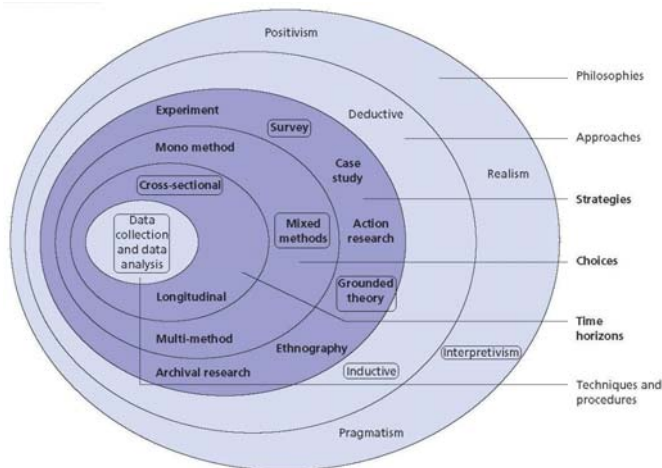 Positivism
Philosophies
Experiment
Deductive
Survey
Approaches
Mono method
Case
study
Realism
Cross-sectional
Strategies
Data
collection
and data
analysis
Mixed
methods
Action
research
Choices
Grounded
theory
Longitudinal
Time
horizons
Multi-method
Ethnography
Interpretivism
Archival research
Inductive
Techniques and
procedures
Pragmatism